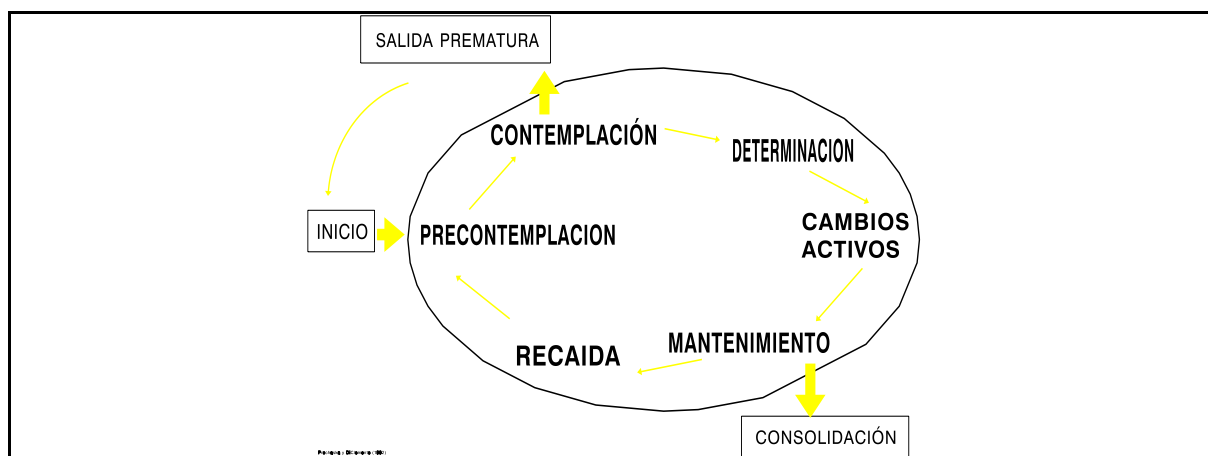 SALIDA PREMATURA
CONTEMPLACIÓN
DETERMINACION
CAMBIOS
ACTIVOS
INICIO
PRECONTEMPLACION
MANTENIMIENTO
RECAIDA
CONSOLIDACIÓN